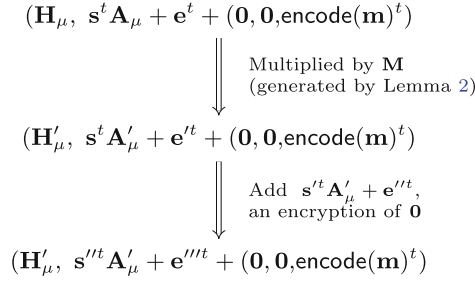 (H_μ, s^t A_μ + e^t + (0, 0, encode(m)^t)
Multiplied by M
(generated by Lemma 2)
(H'_μ, s^t A'_μ + e'^t + (0, 0, encode(m)^t)
Add s'^t A'_μ + e''^t,
an encryption of 0
(H'_μ, s''^t A'_μ + e'''^t + (0, 0, encode(m)^t)